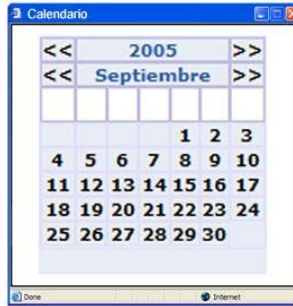 Calendario
<< 2005 >>
<< Septiembre >>
1 2 3
4 5 6 7 8 9 10
11 12 13 14 15 16 17
18 19 20 21 22 23 24
25 26 27 28 29 30
Done Internet